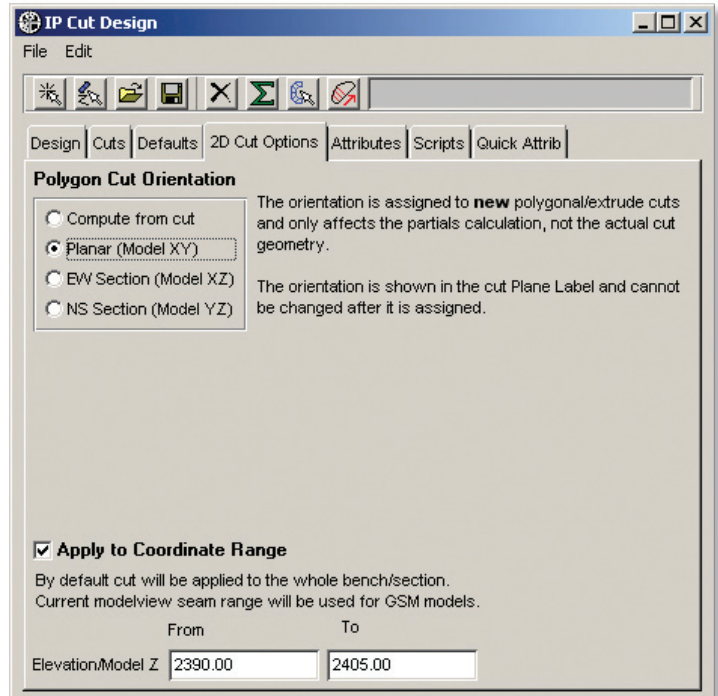 IP Cut Design
File Edit
Design Cuts Defaults 2D Cut Options Attributes Scripts Quick Attrib
Polygon Cut Orientation
Compute from cut
Planar (Model XY)
EW Section (Model XZ)
NS Section (Model YZ)
The orientation is assigned to new polygonal/extrude cuts
and only affects the partials calculation, not the actual cut
geometry.
The orientation is shown in the cut Plane Label and cannot
be changed after it is assigned.
Apply to Coordinate Range
By default cut will be applied to the whole bench/section.
Current modelview seam range will be used for GSM models.
From To
Elevation/Model Z 2390.00 2405.00